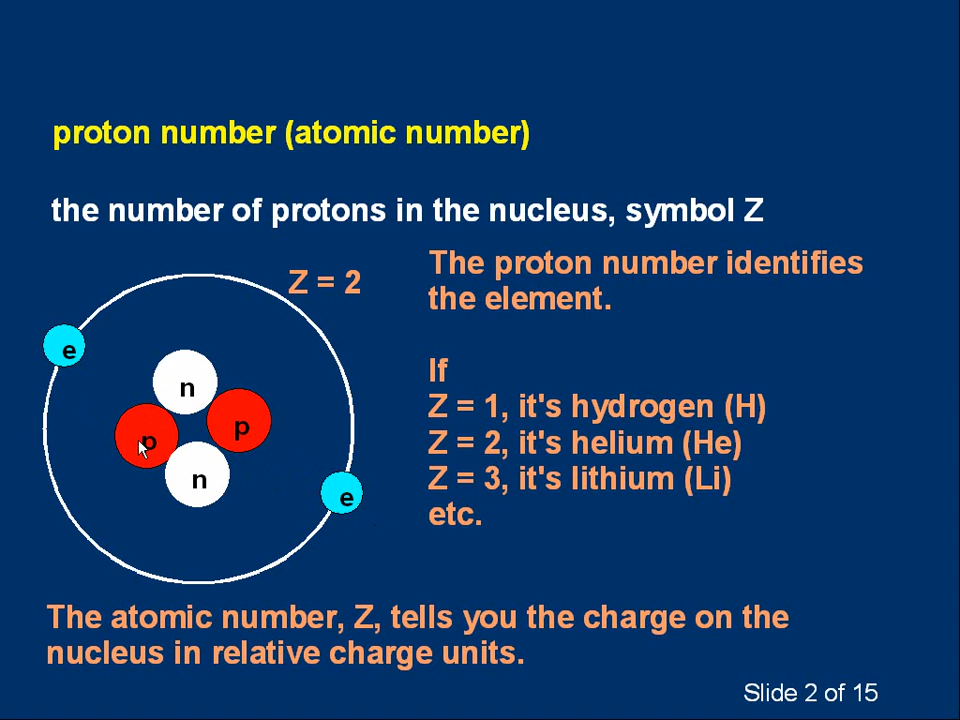 proton number (atomic number)
the number of protons in the nucleus, symbol Z
Z = 2
The proton number identifies
the element.
If
Z = 1, it's hydrogen (H)
Z = 2, it's helium (He)
Z = 3, it's lithium (Li)
etc.
e
n
p
p
n
e
The atomic number, Z, tells you the charge on the
nucleus in relative charge units.
Slide 2 of 15